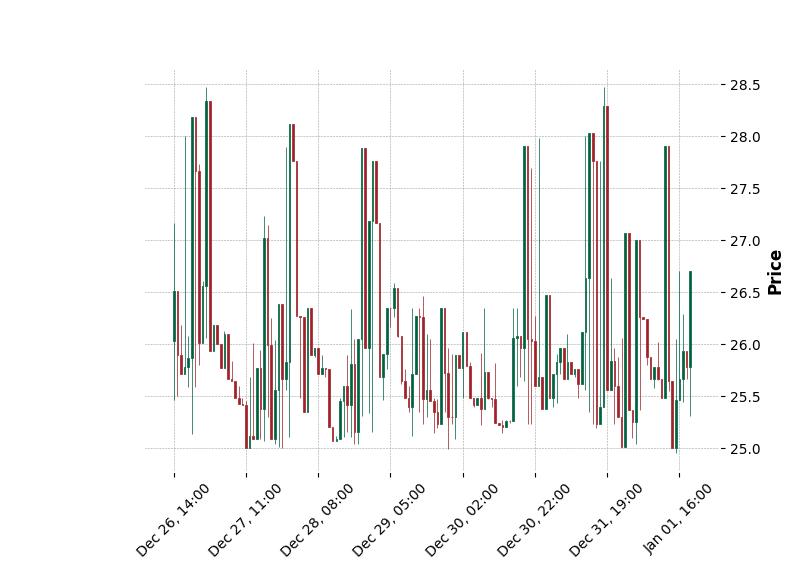 28.5
28.0
27.5
27.0
26.5
26.0
25.5
25.0
Price
Dec 26, 14:00
Dec 27, 11:00
Dec 28, 08:00
Dec 29, 05:00
Dec 30, 02:00
Dec 30, 22:00
Dec 31, 19:00
Jan 01, 16:00